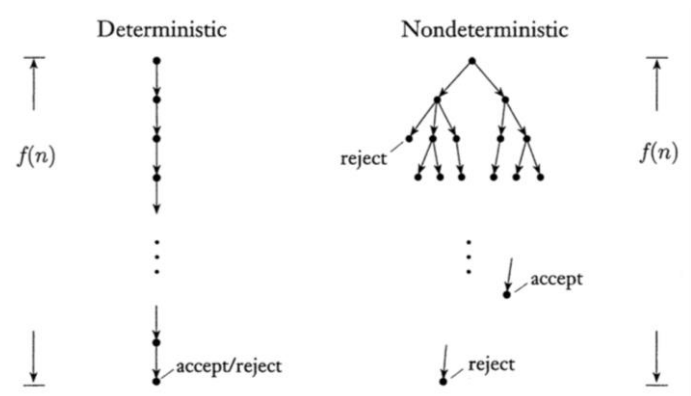 Deterministic
Nondeterministic
f(n)
reject
f(n)
accept
accept/reject
reject